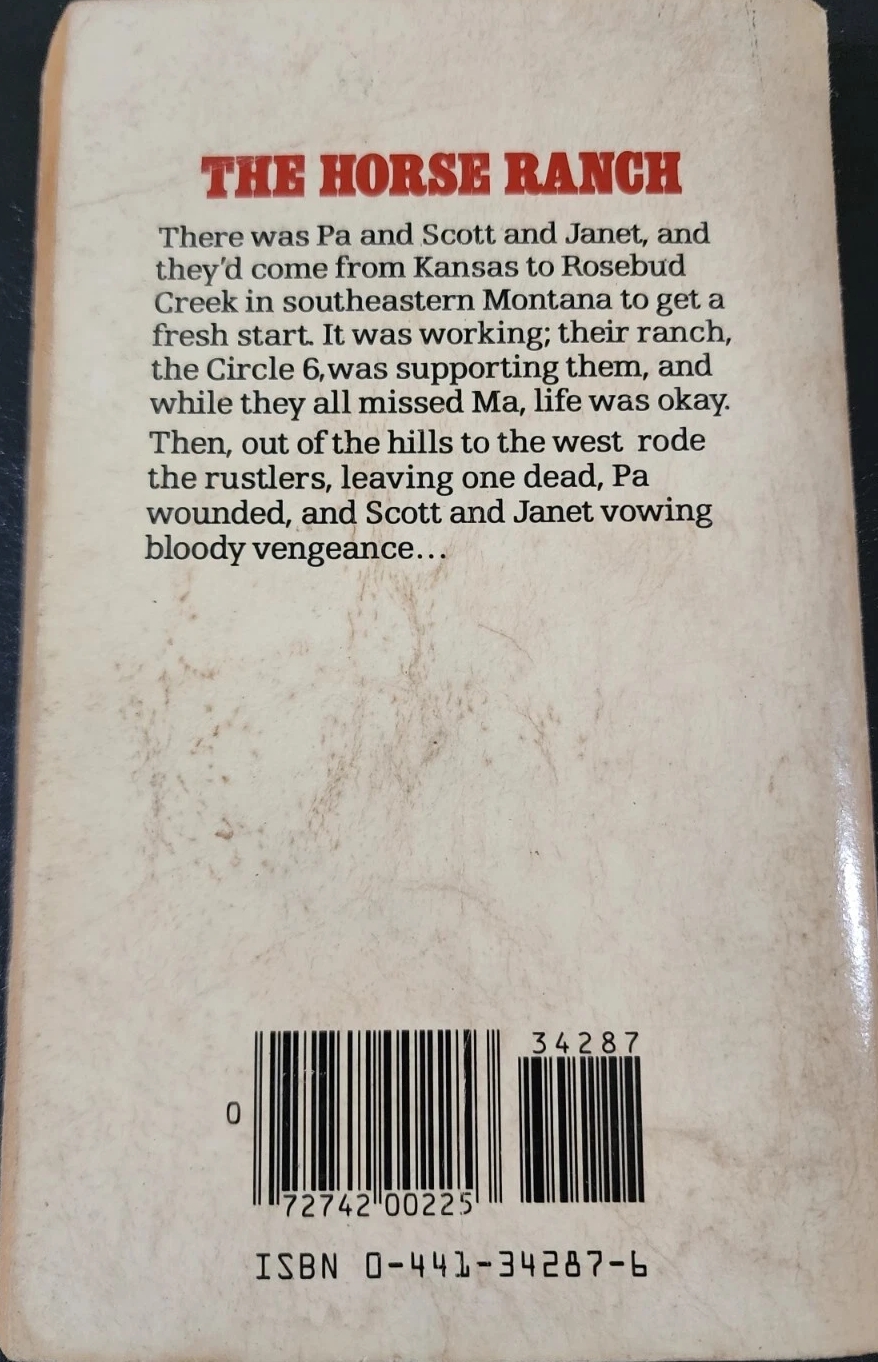 THE HORSE RANCH
There was Pa and Scott and Janet, and
they'd come from Kansas to Rosebud
Creek in southeastern Montana to get a
fresh start. It was working; their ranch,
the Circle 6, was supporting them, and
while they all missed Ma, life was okay.
Then, out of the hills to the west rode
the rustlers, leaving one dead, Pa
wounded, and Scott and Janet vowing
bloody vengeance...
34287
0
72742 00225
ISBN 0-441-34287-6